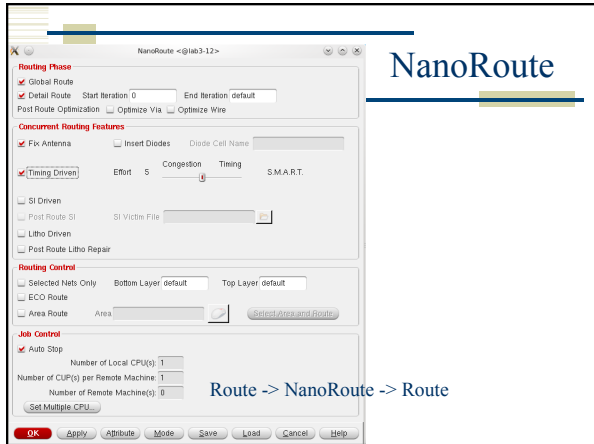 NanoRoute
NanoRoute <@lab3-12>
Routing Phase
Global Route
Detail Route Start Iteration 0 End Iteration default
Post Route Optimization Optimize Via Optimize Wire
Concurrent Routing Features
Fix Antenna Insert Diodes Diode Cell Name
Congestion Timing
Timing Driven Effort 5 S.M.A.R.T.
SI Driven
Post Route SI SI Victim File
Litho Driven
Post Route Litho Repair
Routing Control
Selected Nets Only Bottom Layer default Top Layer default
ECO Route
Area Route Area Select Area and Route
Job Control
Auto Stop
Number of Local CPU(s): 1
Number of CUP(s) per Remote Machine: 1
Number of Remote Machine(s): 0
Set Multiple CPU...
Route -> NanoRoute -> Route
OK Apply Attribute Mode Save Load Cancel Help